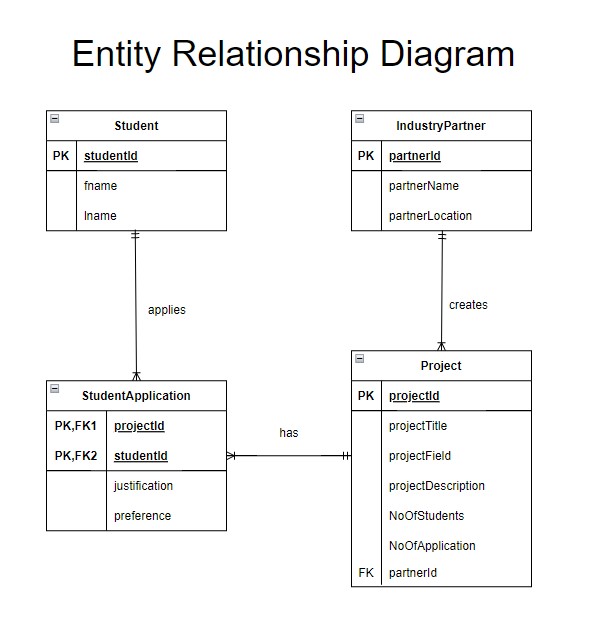 Entity Relationship Diagram
Student
PK studentId
fname
lname
IndustryPartner
PK partnerId
partnerName
partnerLocation
applies
creates
StudentApplication
PK,FK1 projectId
PK,FK2 studentId
justification
preference
has
Project
PK projectId
projectTitle
projectField
projectDescription
NoOfStudents
NoOfApplication
FK partnerId